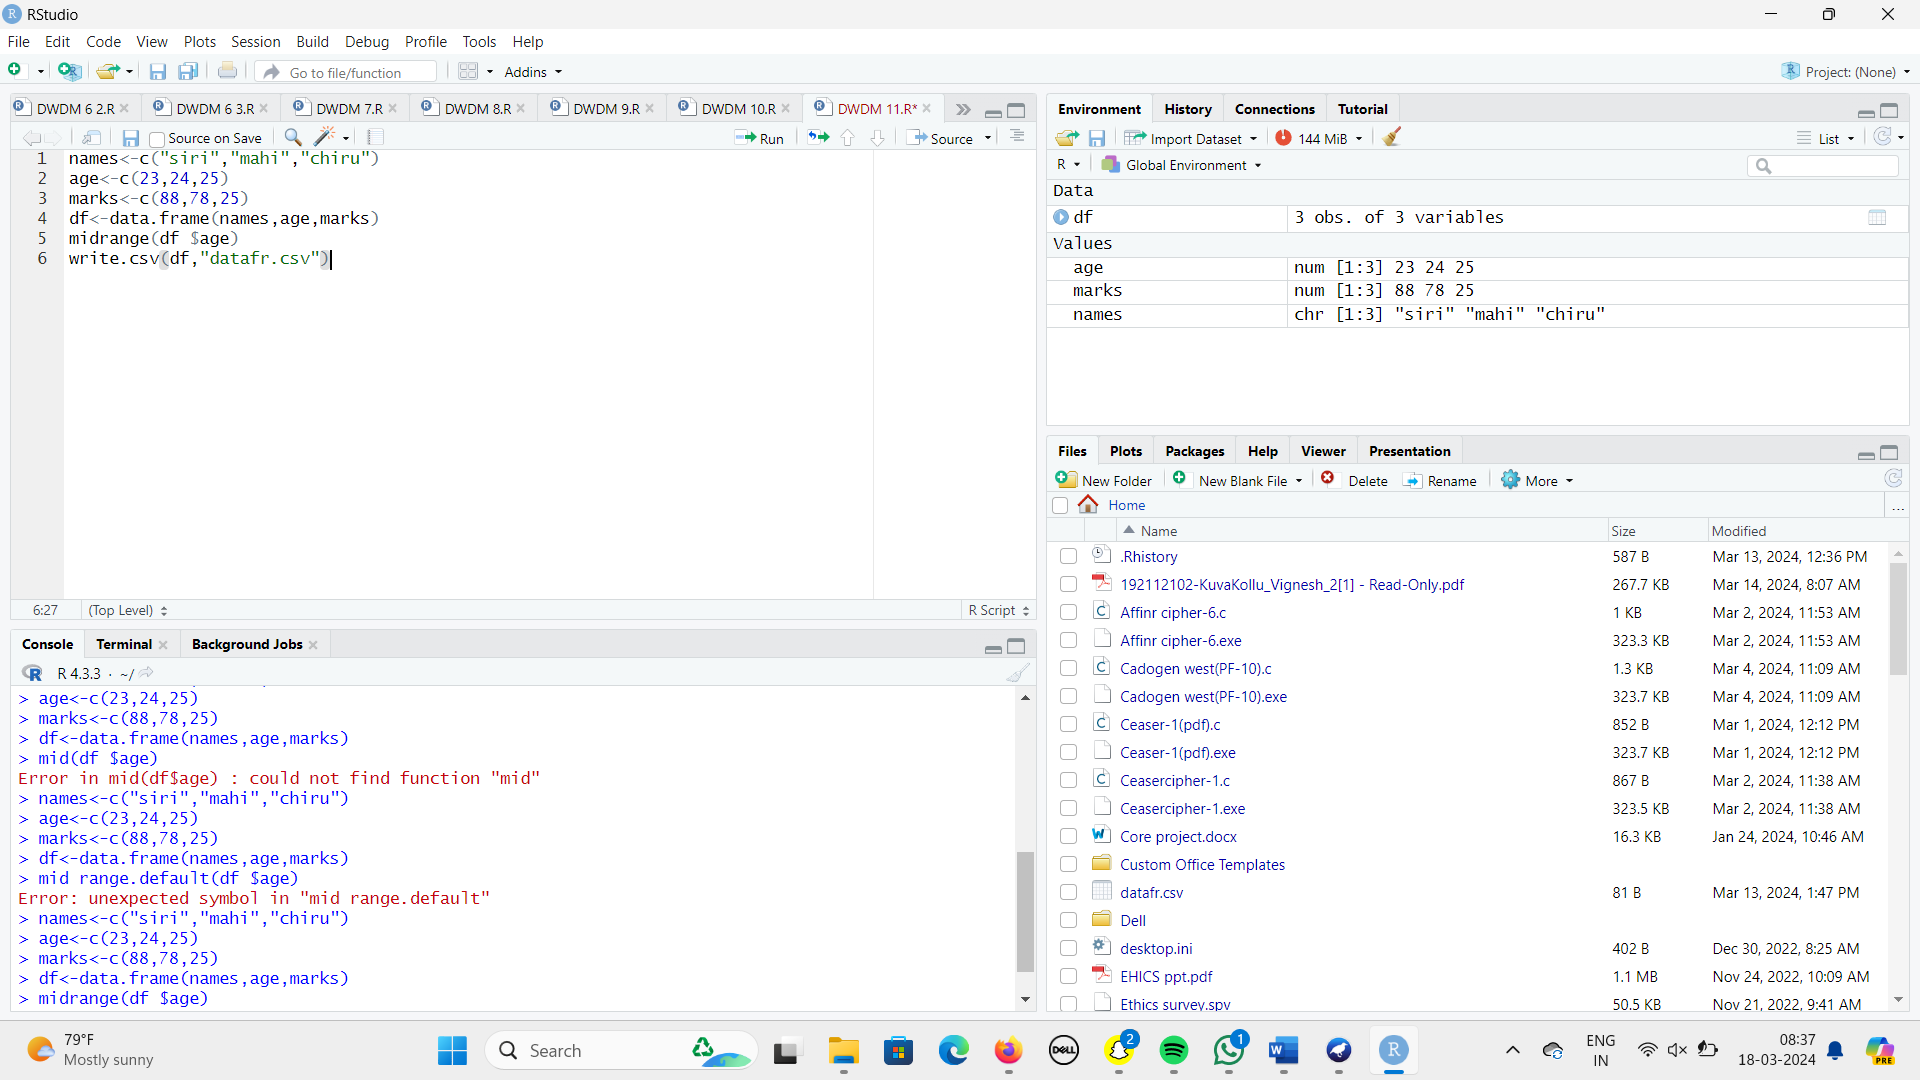 RStudio
File Edit Code View Plots Session Build Debug Profile Tools Help
Go to file/function Addins Project: (None)
DWDM 6 2.R DWDM 6 3.R DWDM 7.R DWDM 8.R DWDM 9.R DWDM 10.R DWDM 11.R*
Source on Save Run Source
1 names<-c("siri","mahi","chiru")
2 age<-c(23,24,25)
3 marks<-c(88,78,25)
4 df<-data.frame(names,age,marks)
5 midrange(df $age)
6 write.csv(df,"datafr.csv")
6:27 (Top Level) R Script
Console Terminal Background Jobs
R 4.3.3 · ~/
> age<-c(23,24,25)
> marks<-c(88,78,25)
> df<-data.frame(names,age,marks)
> mid(df $age)
Error in mid(df$age) : could not find function "mid"
> names<-c("siri","mahi","chiru")
> age<-c(23,24,25)
> marks<-c(88,78,25)
> df<-data.frame(names,age,marks)
> mid range.default(df $age)
Error: unexpected symbol in "mid range.default"
> names<-c("siri","mahi","chiru")
> age<-c(23,24,25)
> marks<-c(88,78,25)
> df<-data.frame(names,age,marks)
> midrange(df $age)
Environment History Connections Tutorial
Import Dataset 144 MiB List
R Global Environment
Data
df 3 obs. of 3 variables
Values
age num [1:3] 23 24 25
marks num [1:3] 88 78 25
names chr [1:3] "siri" "mahi" "chiru"
Files Plots Packages Help Viewer Presentation
New Folder New Blank File Delete Rename More
Home ...
Name Size Modified
.Rhistory 587 B Mar 13, 2024, 12:36 PM
192112102-KuvaKollu_Vignesh_2[1] - Read-Only.pdf 267.7 KB Mar 14, 2024, 8:07 AM
Affinr cipher-6.c 1 KB Mar 2, 2024, 11:53 AM
Affinr cipher-6.exe 323.3 KB Mar 2, 2024, 11:53 AM
Cadogen west(PF-10).c 1.3 KB Mar 4, 2024, 11:09 AM
Cadogen west(PF-10).exe 323.7 KB Mar 4, 2024, 11:09 AM
Ceaser-1(pdf).c 852 B Mar 1, 2024, 12:12 PM
Ceaser-1(pdf).exe 323.7 KB Mar 1, 2024, 12:12 PM
Ceasercipher-1.c 867 B Mar 2, 2024, 11:38 AM
Ceasercipher-1.exe 323.5 KB Mar 2, 2024, 11:38 AM
Core project.docx 16.3 KB Jan 24, 2024, 10:46 AM
Custom Office Templates
datafr.csv 81 B Mar 13, 2024, 1:47 PM
Dell
desktop.ini 402 B Dec 30, 2022, 8:25 AM
EHICS ppt.pdf 1.1 MB Nov 24, 2022, 10:09 AM
Ethics survey.spv 50.5 KB Nov 21, 2022, 9:41 AM
79°F
Mostly sunny
Search
DELL
2
1
ENG
IN
08:37
18-03-2024
PRE